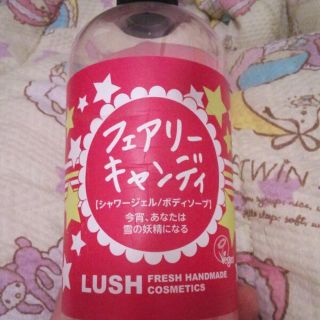 フェアリー
キャンディ
【シャワージェル/ボディソープ】
今宵、あなたは
雪の妖精になる
LUSH FRESH HANDMADE
COSMETICS